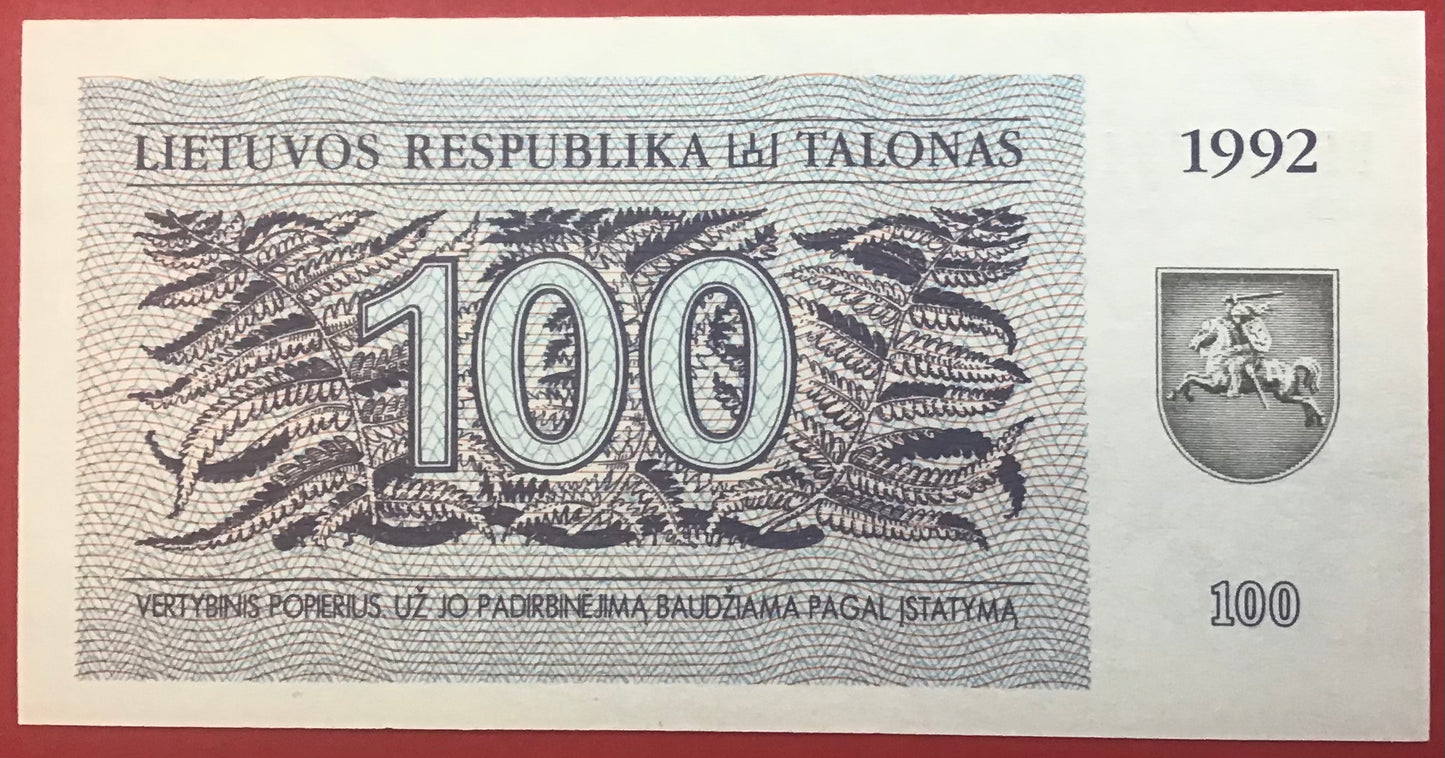 LIETUVOS RESPUBLIKA TALONAS
1992
100
VERTYBINIS POPIERIUS. UŽ JO PADIRBINĖJIMĄ BAUDŽIAMA PAGAL ĮSTATYMĄ
100